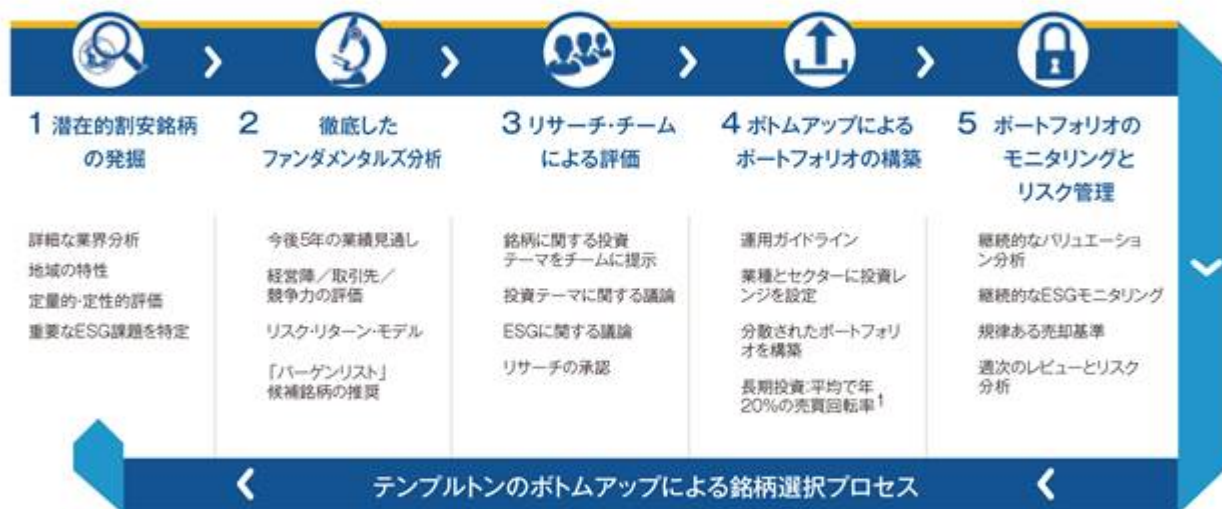 1 潜在的割安銘柄
の発掘
詳細な業界分析
地域の特性
定量的・定性的評価
重要なESG課題を特定
2 徹底した
ファンダメンタルズ分析
今後5年の業績見通し
経営陣／取引先／
競争力の評価
リスク・リターン・モデル
「バーゲンリスト」
候補銘柄の推奨
3 リサーチ・チーム
による評価
銘柄に関する投資
テーマをチームに提示
投資テーマに関する議論
ESGに関する議論
リサーチの承認
4 ボトムアップによる
ポートフォリオの構築
運用ガイドライン
業種とセクターに投資レ
ンジを設定
分散されたポートフォリ
オを構築
長期投資:平均で年
20%の売買回転率1
5 ポートフォリオの
モニタリングと
リスク管理
継続的なバリュエーショ
ン分析
継続的なESGモニタリング
規律ある売却基準
週次のレビューとリスク
分析
テンプルトンのボトムアップによる銘柄選択プロセス